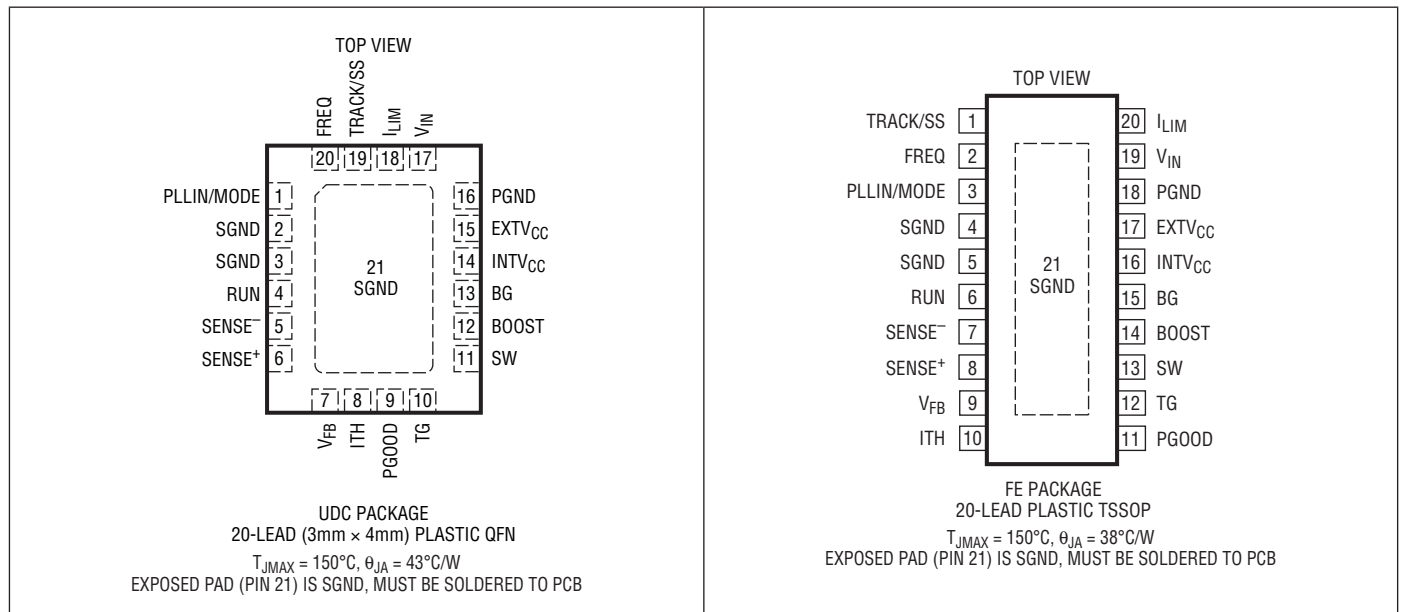 TOP VIEW
FREQ
TRACK/SS
ILIM
VIN
20 19 18 17
PLLIN/MODE 1
SGND 2
SGND 3
RUN 4
SENSE– 5
SENSE+ 6
21
SGND
16 PGND
15 EXTVCC
14 INTVCC
13 BG
12 BOOST
11 SW
7 8 9 10
VFB
ITH
PGOOD
TG
UDC PACKAGE
20-LEAD (3mm × 4mm) PLASTIC QFN
TJMAX = 150°C, θJA = 43°C/W
EXPOSED PAD (PIN 21) IS SGND, MUST BE SOLDERED TO PCB
TOP VIEW
TRACK/SS 1
FREQ 2
PLLIN/MODE 3
SGND 4
SGND 5
RUN 6
SENSE– 7
SENSE+ 8
VFB 9
ITH 10
21
SGND
20 ILIM
19 VIN
18 PGND
17 EXTVCC
16 INTVCC
15 BG
14 BOOST
13 SW
12 TG
11 PGOOD
FE PACKAGE
20-LEAD PLASTIC TSSOP
TJMAX = 150°C, θJA = 38°C/W
EXPOSED PAD (PIN 21) IS SGND, MUST BE SOLDERED TO PCB